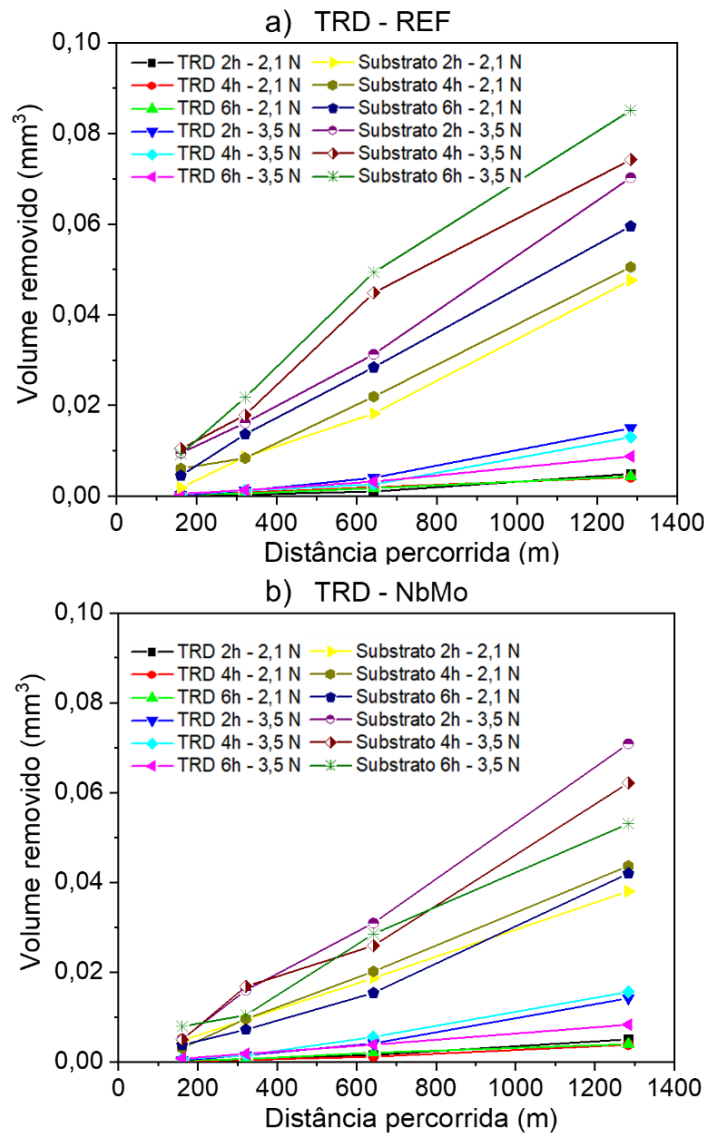 a) TRD - REF
0,10
TRD 2h - 2,1 N Substrato 2h - 2,1 N
TRD 4h - 2,1 N Substrato 4h - 2,1 N
TRD 6h - 2,1 N Substrato 6h - 2,1 N
TRD 2h - 3,5 N Substrato 2h - 3,5 N
TRD 4h - 3,5 N Substrato 4h - 3,5 N
TRD 6h - 3,5 N Substrato 6h - 3,5 N
0,08
0,06
0,04
0,02
0,00
Volume removido (mm³)
0 200 400 600 800 1000 1200 1400
Distância percorrida (m)
b) TRD - NbMo
0,10
TRD 2h - 2,1 N Substrato 2h - 2,1 N
TRD 4h - 2,1 N Substrato 4h - 2,1 N
TRD 6h - 2,1 N Substrato 6h - 2,1 N
TRD 2h - 3,5 N Substrato 2h - 3,5 N
TRD 4h - 3,5 N Substrato 4h - 3,5 N
TRD 6h - 3,5 N Substrato 6h - 3,5 N
0,08
0,06
0,04
0,02
0,00
Volume removido (mm³)
0 200 400 600 800 1000 1200 1400
Distância percorrida (m)